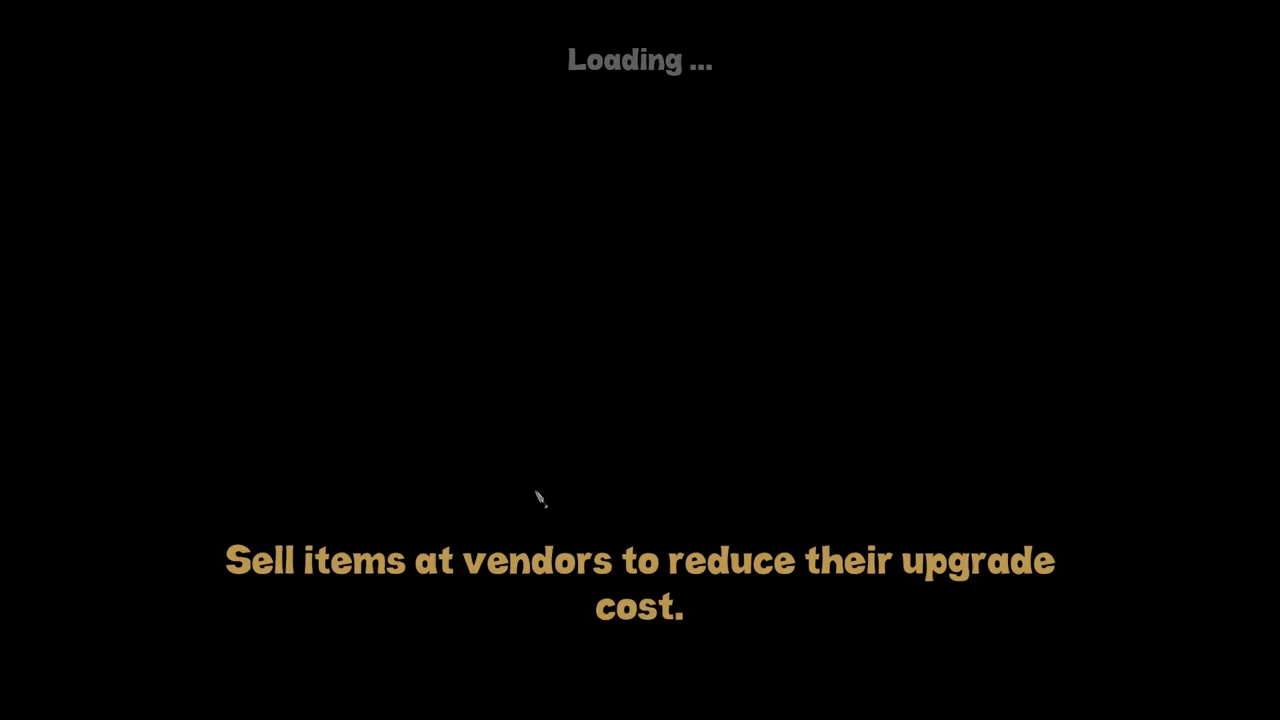 Loading ...
Sell items at vendors to reduce their upgrade
cost.